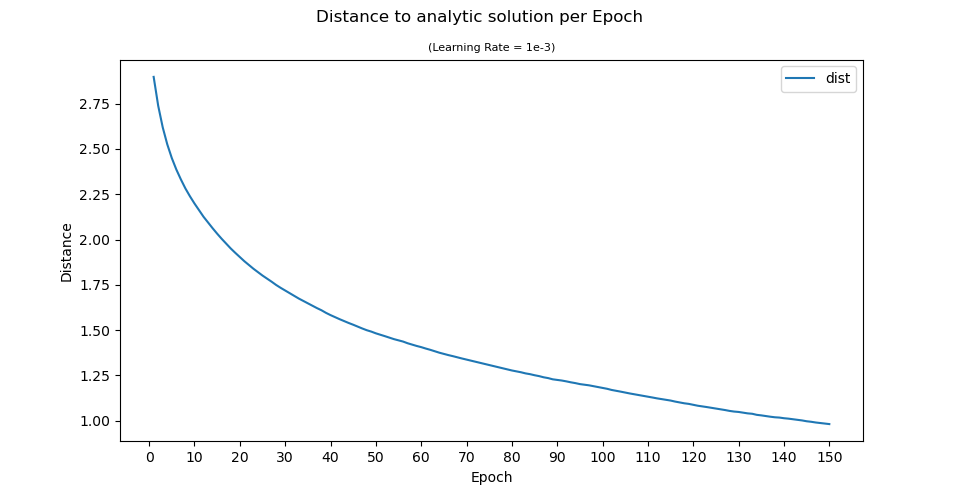 Distance to analytic solution per Epoch
(Learning Rate = 1e-3)
dist
2.75
2.50
2.25
2.00
1.75
1.50
1.25
1.00
Distance
0 10 20 30 40 50 60 70 80 90 100 110 120 130 140 150
Epoch